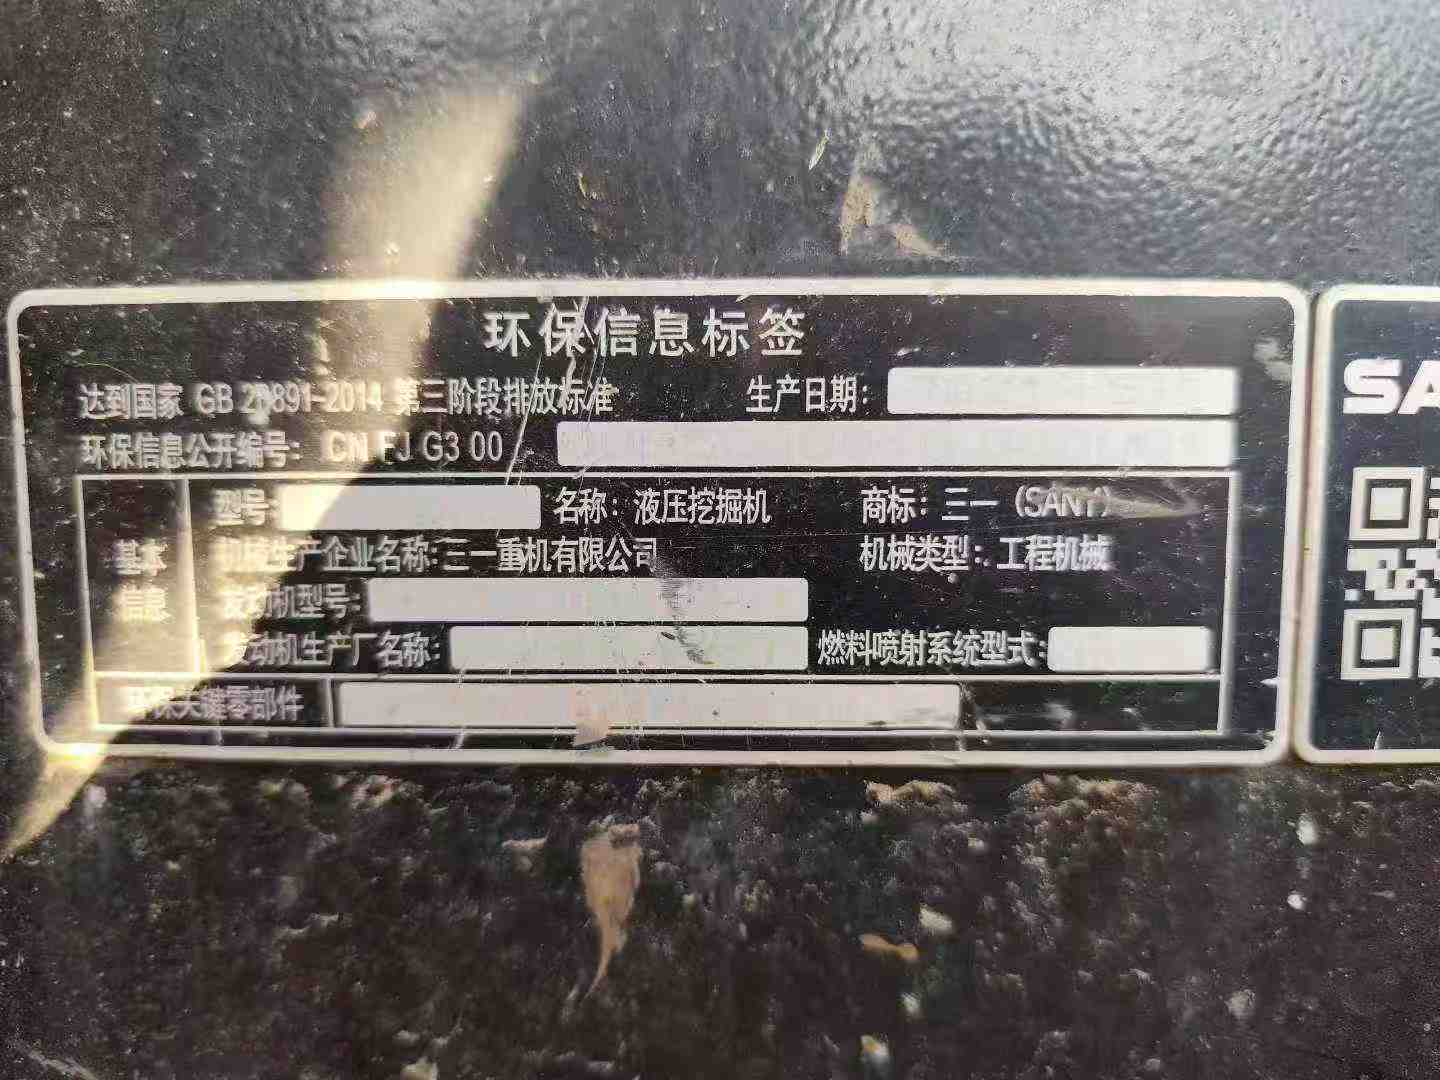 环保信息标签
达到国家 GB 20891-2014 第三阶段排放标准 生产日期：
环保信息公开编号： CN FJ G3 00
型号： 名称：液压挖掘机 商标：三一（SANY）
基本信息
机械生产企业名称：三一重机有限公司 机械类型：工程机械
发动机型号：
发动机生产厂名称： 燃料喷射系统型式：
环保关键零部件
SA